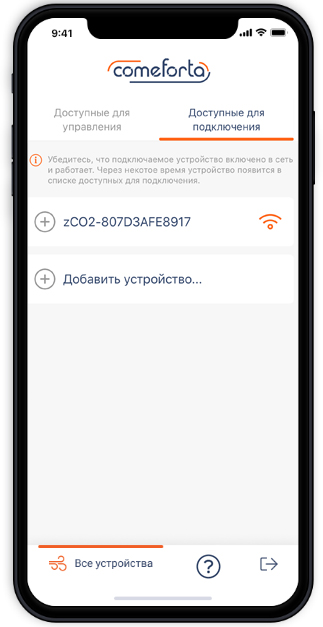 9:41
comeforta
Доступные для
управления
Доступные для
подключения
Убедитесь, что подключаемое устройство включено в сеть
и работает. Через некотое время устройство появится в
списке доступных для подключения.
zCO2-807D3AFE8917
Добавить устройство...
Все устройства
?